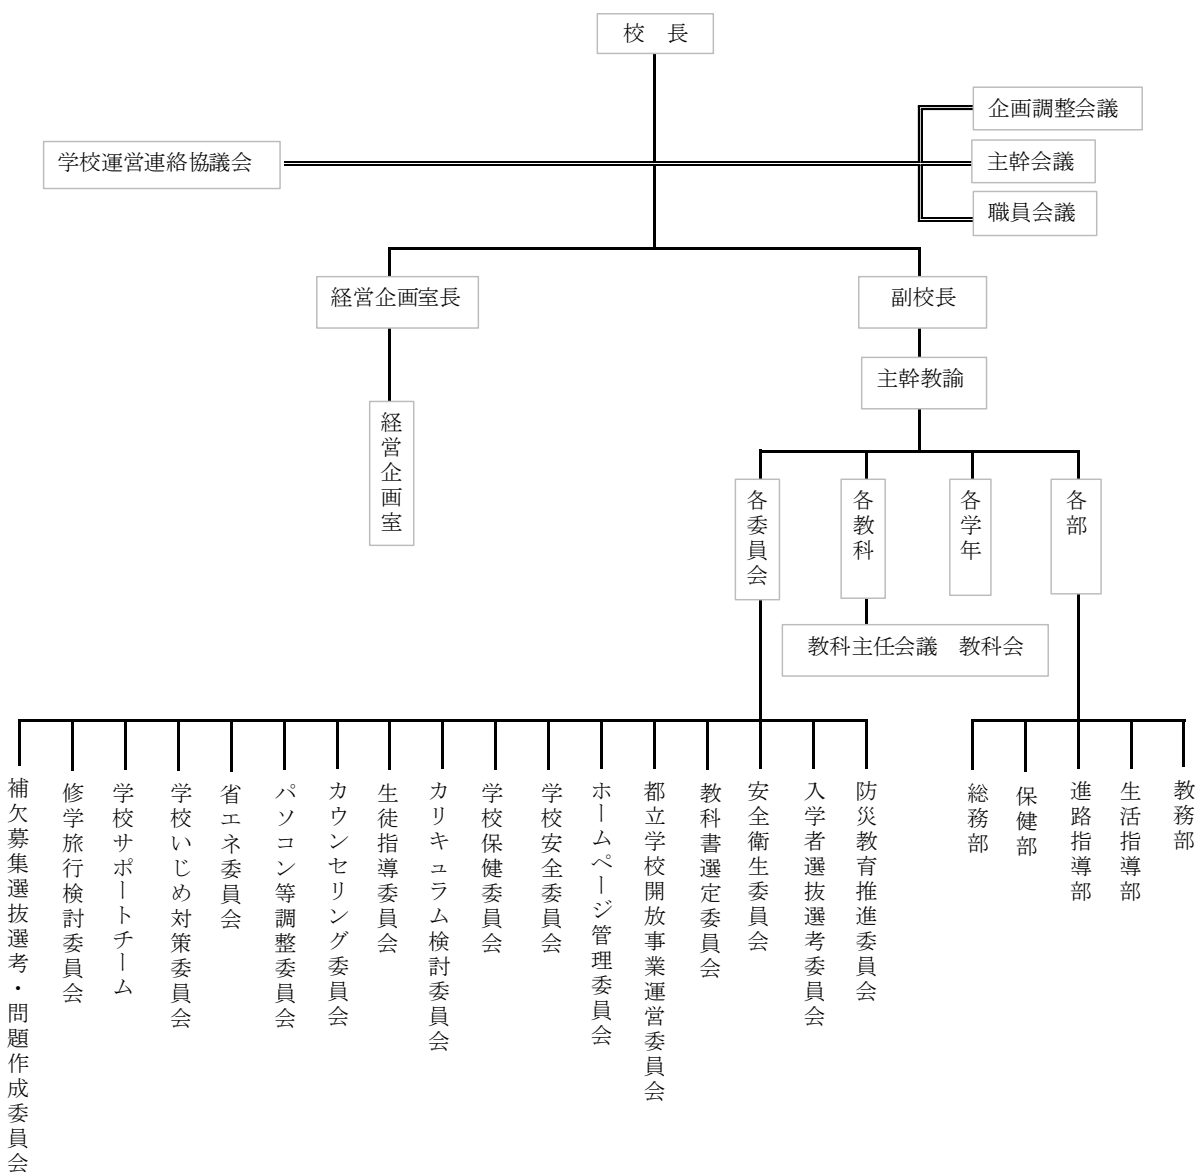 校　長
企画調整会議
学校運営連絡協議会
主幹会議
職員会議
経営企画室長
副校長
主幹教諭
経営企画室
各委員会
各教科
各学年
各部
教科主任会議　教科会
補欠募集選抜選考・問題作成委員会
修学旅行検討委員会
学校サポートチーム
学校いじめ対策委員会
省エネ委員会
パソコン等調整委員会
カウンセリング委員会
生徒指導委員会
カリキュラム検討委員会
学校保健委員会
学校安全委員会
ホームページ管理委員会
都立学校開放事業運営委員会
教科書選定委員会
安全衛生委員会
入学者選抜選考委員会
防災教育推進委員会
総務部
保健部
進路指導部
生活指導部
教務部